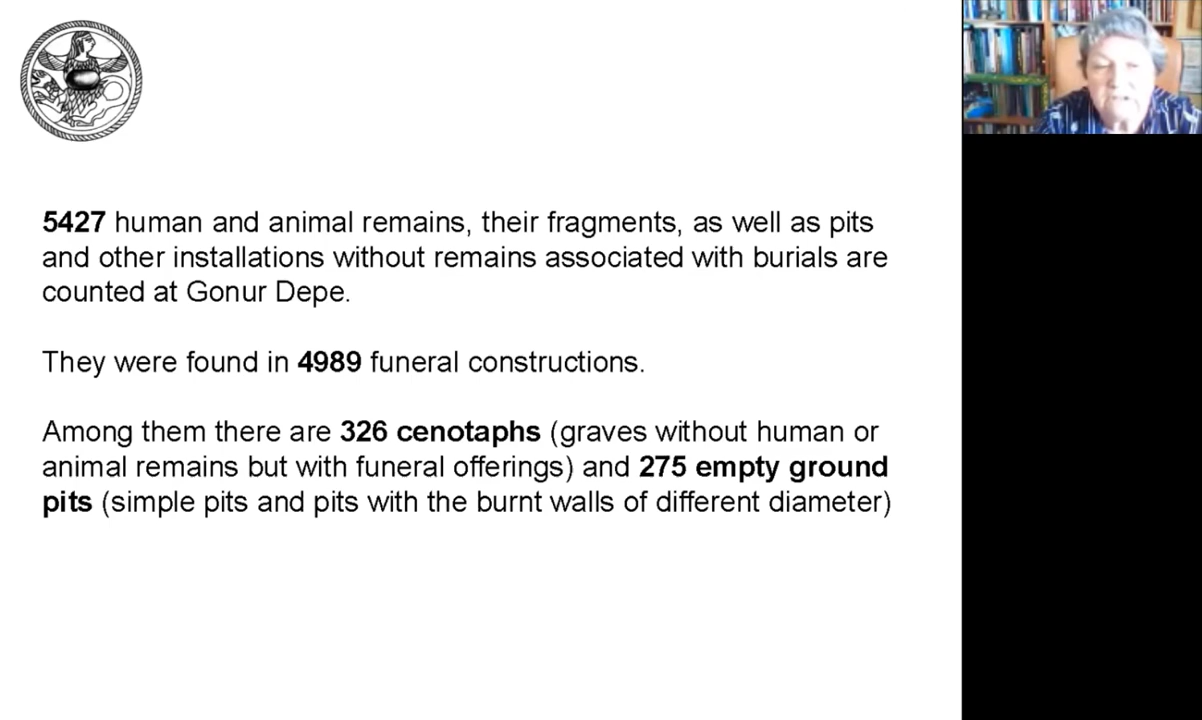 5427 human and animal remains, their fragments, as well as pits
and other installations without remains associated with burials are
counted at Gonur Depe.
They were found in 4989 funeral constructions.
Among them there are 326 cenotaphs (graves without human or
animal remains but with funeral offerings) and 275 empty ground
pits (simple pits and pits with the burnt walls of different diameter)